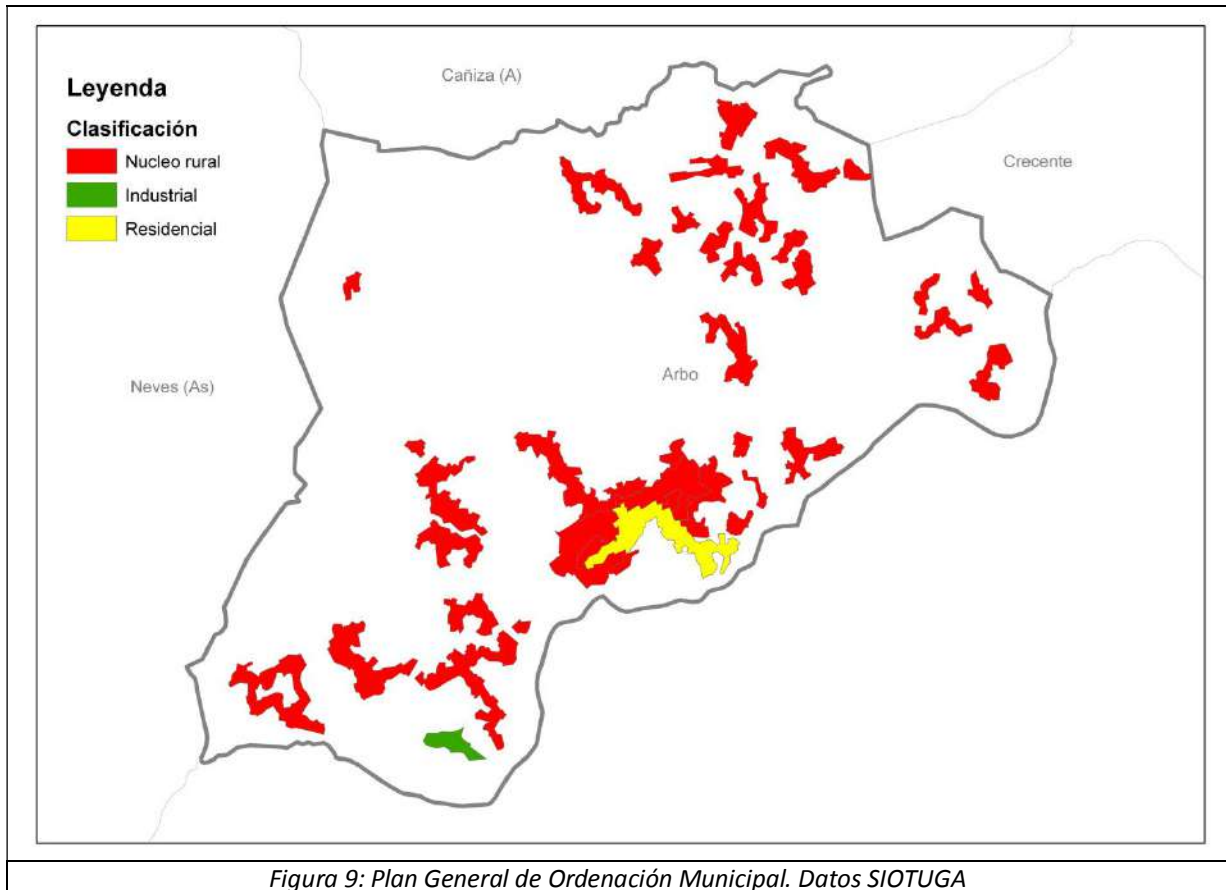 Cañiza (A)
Leyenda
Clasificación
Nucleo rural
Industrial
Residencial
Crecente
Neves (As)
Arbo
Figura 9: Plan General de Ordenación Municipal. Datos SIOTUGA